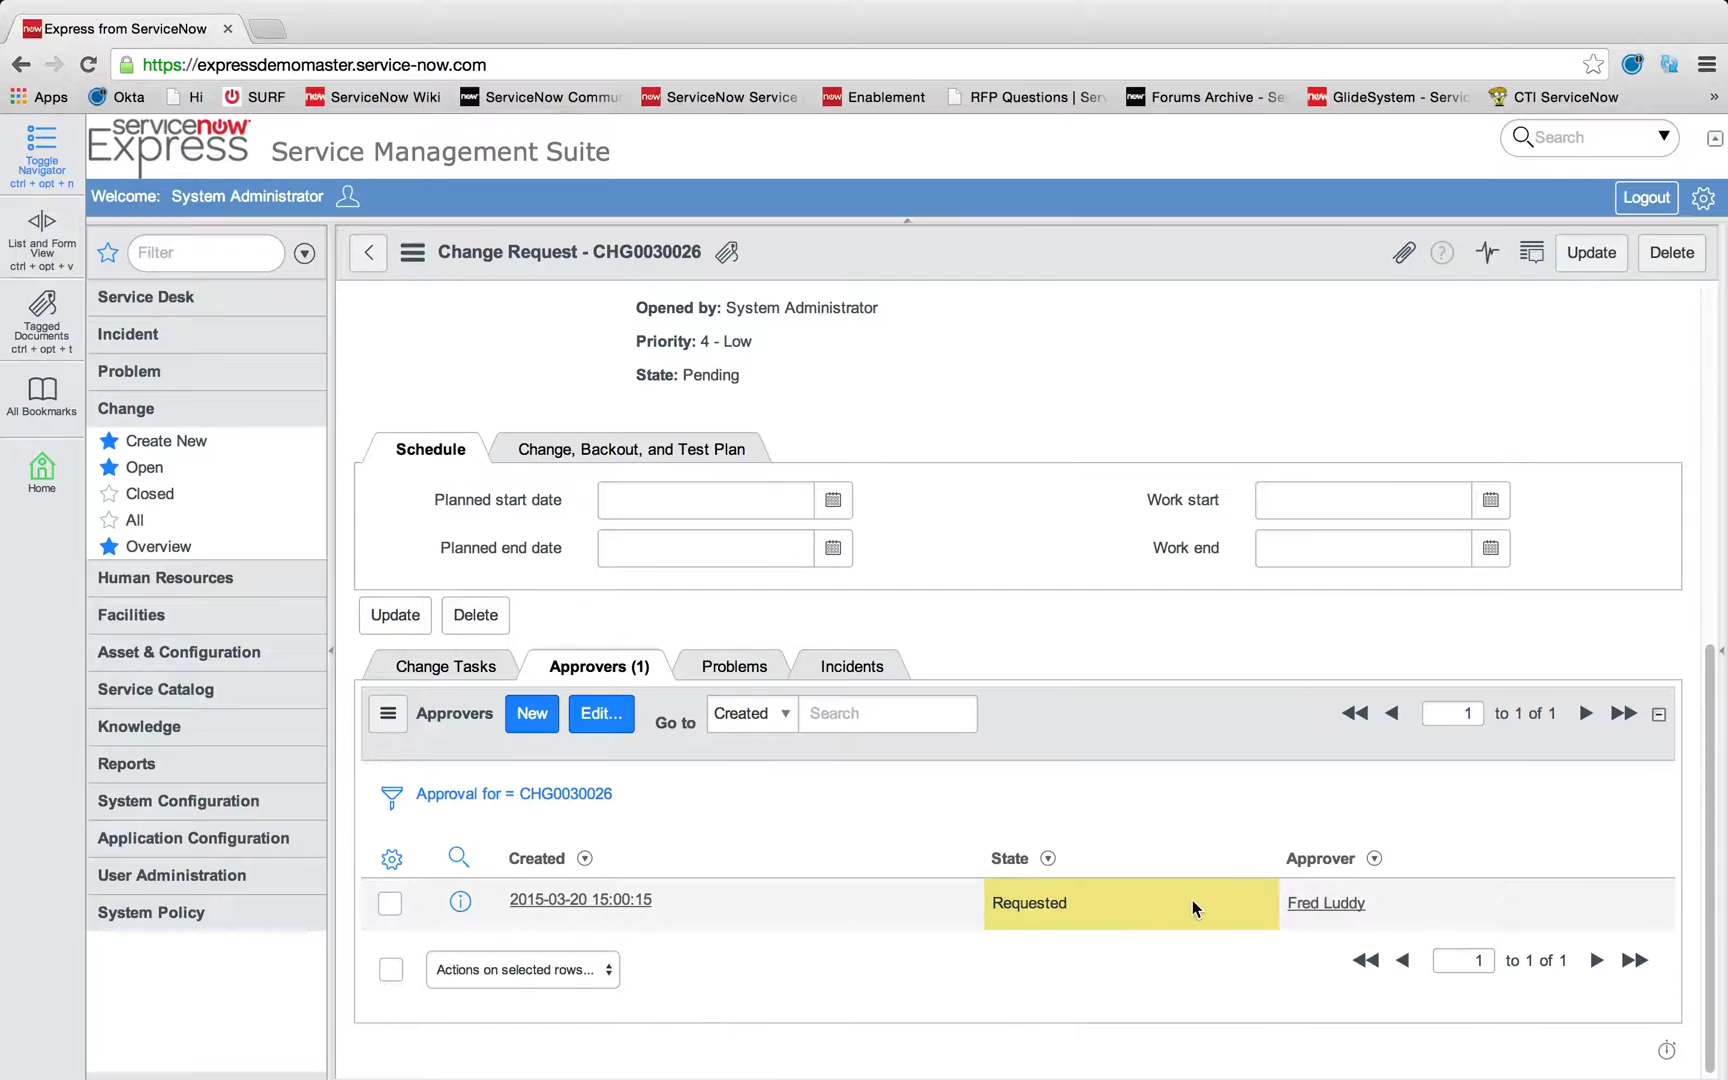 Express from ServiceNow
https://expressdemomaster.service-now.com
Apps Okta Hi SURF ServiceNow Wiki ServiceNow Commu ServiceNow Service Enablement RFP Questions | Serv Forums Archive - Se GlideSystem - Servic CTI ServiceNow »
Toggle
Navigator
ctrl + opt + n
List and Form
View
ctrl + opt + v
Tagged
Documents
ctrl + opt + t
All Bookmarks
Home
servicenow
Express Service Management Suite
Search
Welcome: System Administrator
Logout
Filter
Service Desk
Incident
Problem
Change
Create New
Open
Closed
All
Overview
Human Resources
Facilities
Asset & Configuration
Service Catalog
Knowledge
Reports
System Configuration
Application Configuration
User Administration
System Policy
Change Request - CHG0030026
Update Delete
Opened by: System Administrator
Priority: 4 - Low
State: Pending
Schedule Change, Backout, and Test Plan
Planned start date Work start
Planned end date Work end
Update Delete
Change Tasks Approvers (1) Problems Incidents
Approvers New Edit... Go to Created Search 1 to 1 of 1
Approval for = CHG0030026
Created State Approver
2015-03-20 15:00:15 Requested Fred Luddy
Actions on selected rows... 1 to 1 of 1